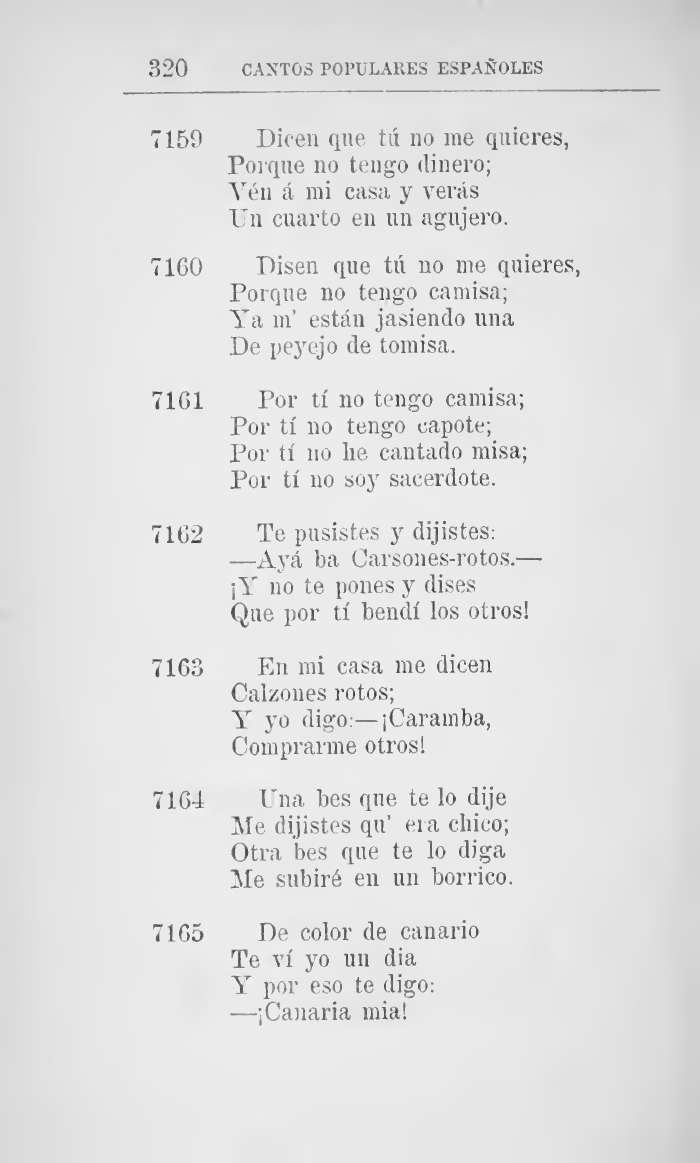 320 CANTOS POPULARES ESPAÑOLES
7159 Dicen que tú no me quieres,
Porque no tengo dinero;
Vén á mi casa y verás
Un cuarto en un agujero.
7160 Disen que tú no me quieres,
Porque no tengo camisa;
Ya m' están jasiendo una
De peyejo de tomisa.
7161 Por tí no tengo camisa;
Por tí no tengo capote;
Por tí no he cantado misa;
Por tí no soy sacerdote.
7162 Te pusistes y dijistes:
—Ayá ba Carsones-rotos.—
¡Y no te pones y dises
Que por tí bendí los otros!
7163 En mi casa me dicen
Calzones rotos;
Y yo digo:—¡Caramba,
Comprarme otros!
7164 Una bes que te lo dije
Me dijistes qu' era chico;
Otra bes que te lo diga
Me subiré en un borrico.
7165 De color de canario
Te ví yo un dia
Y por eso te digo:
—¡Canaria mia!